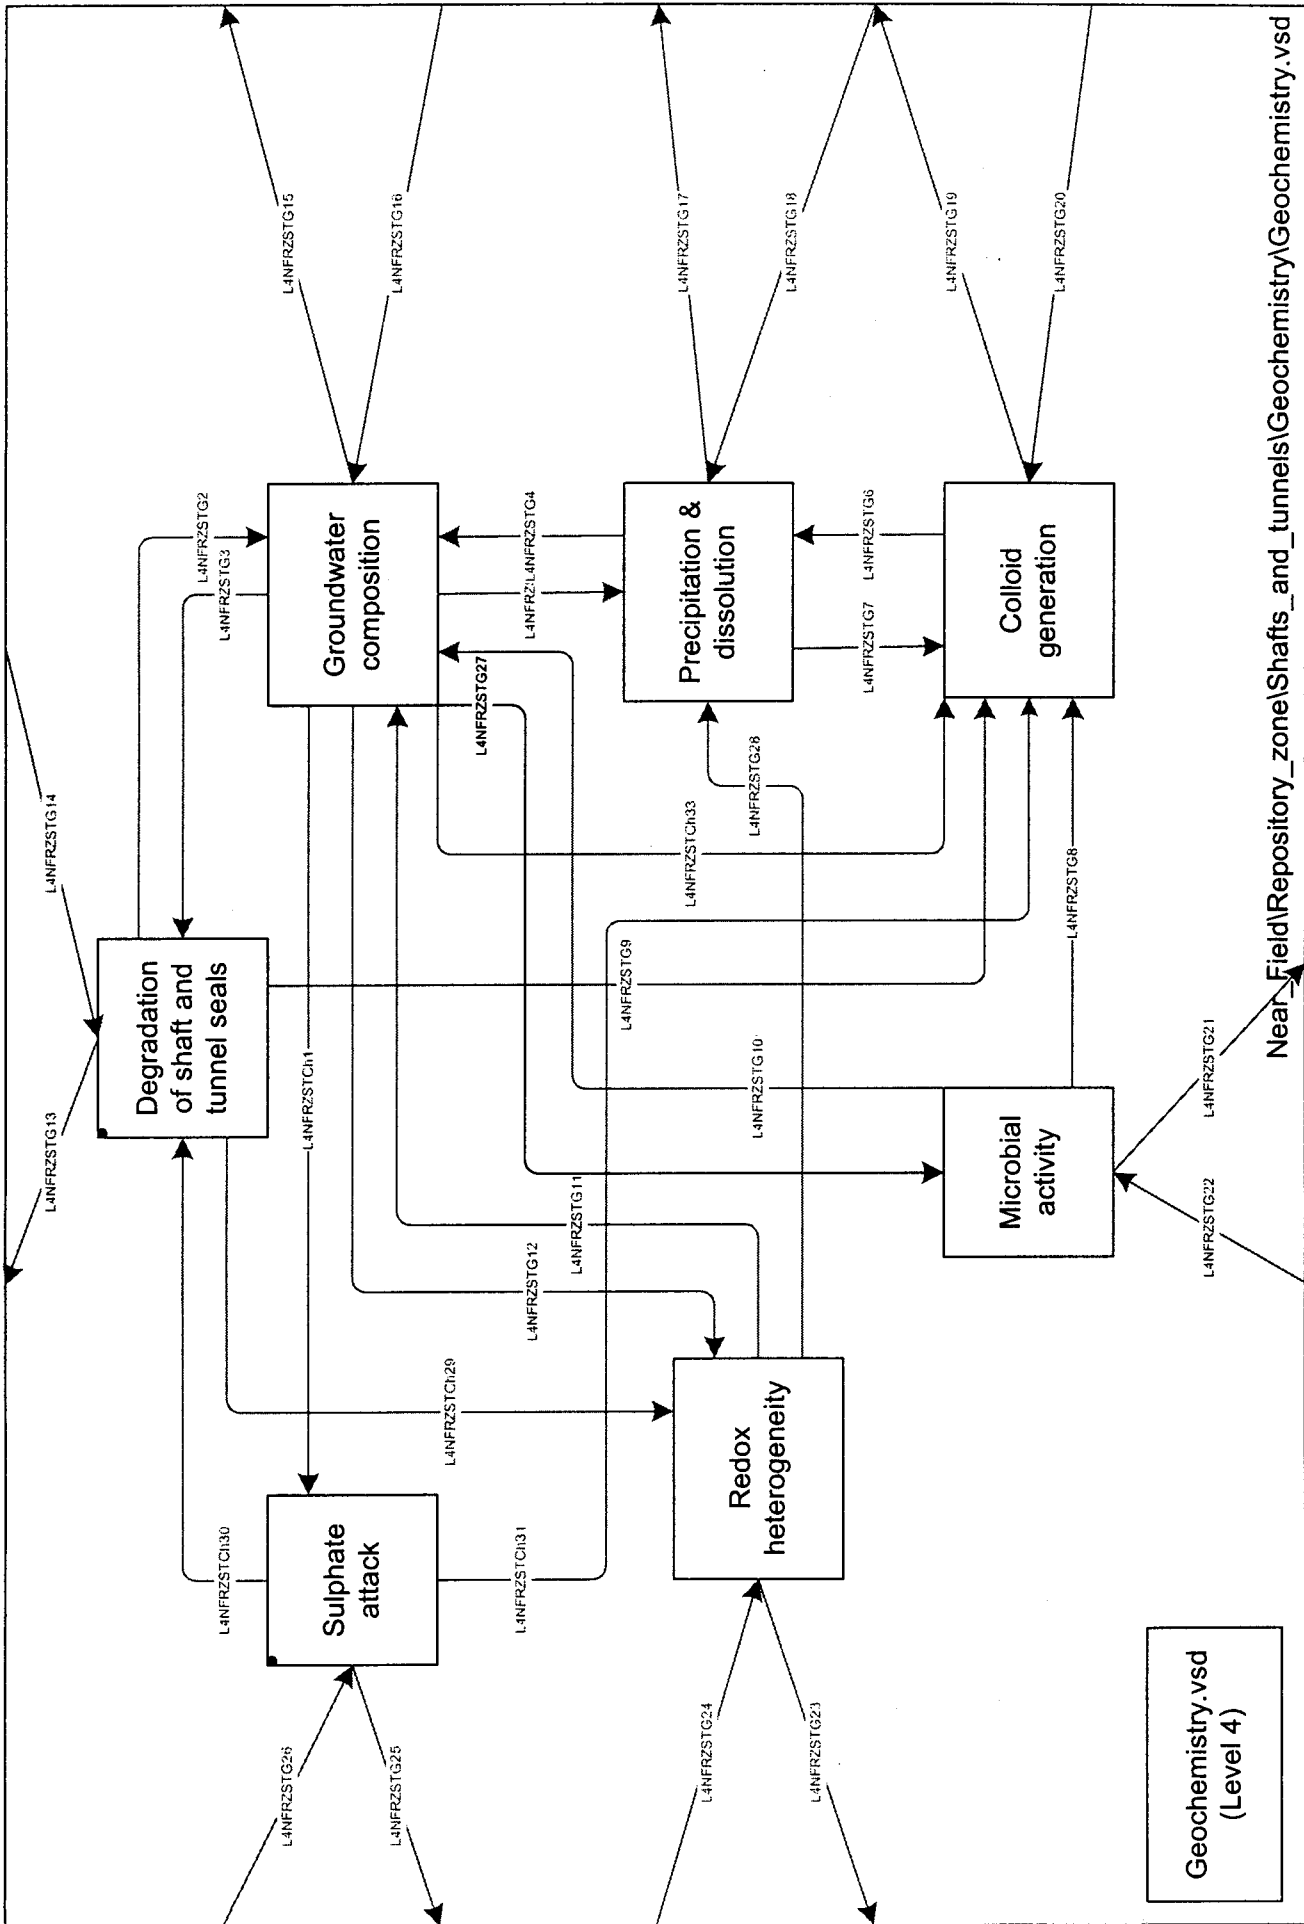 L4NFRZSTG13
L4NFRZSTG14
Degradation
of shaft and
tunnel seals
L4NFRZSTCh30
L4NFRZSTG3
L4NFRZSTG2
L4NFRZSTG26
L4NFRZSTG25
Sulphate
attack
L4NFRZSTCh1
Groundwater
composition
L4NFRZSTG15
L4NFRZSTG16
L4NFRZSTCh29
L4NFRZSTG12
L4NFRZSTG27
L4NFRZSTCh31
L4NFRZSTG11
L4NFRZSTG9
L4NFRZS
L4NFRZSTG4
L4NFRZSTCh33
L4NFRZSTG24
L4NFRZSTG23
Redox
heterogeneity
L4NFRZSTG10
L4NFRZSTG28
Precipitation &
dissolution
L4NFRZSTG17
L4NFRZSTG18
L4NFRZSTG7
L4NFRZSTG6
Microbial
activity
L4NFRZSTG8
Colloid
generation
L4NFRZSTG19
L4NFRZSTG20
L4NFRZSTG22
L4NFRZSTG21
Geochemistry.vsd
(Level 4)
Near_Field\Repository_zone\Shafts_and_tunnels\Geochemistry\Geochemistry.vsd